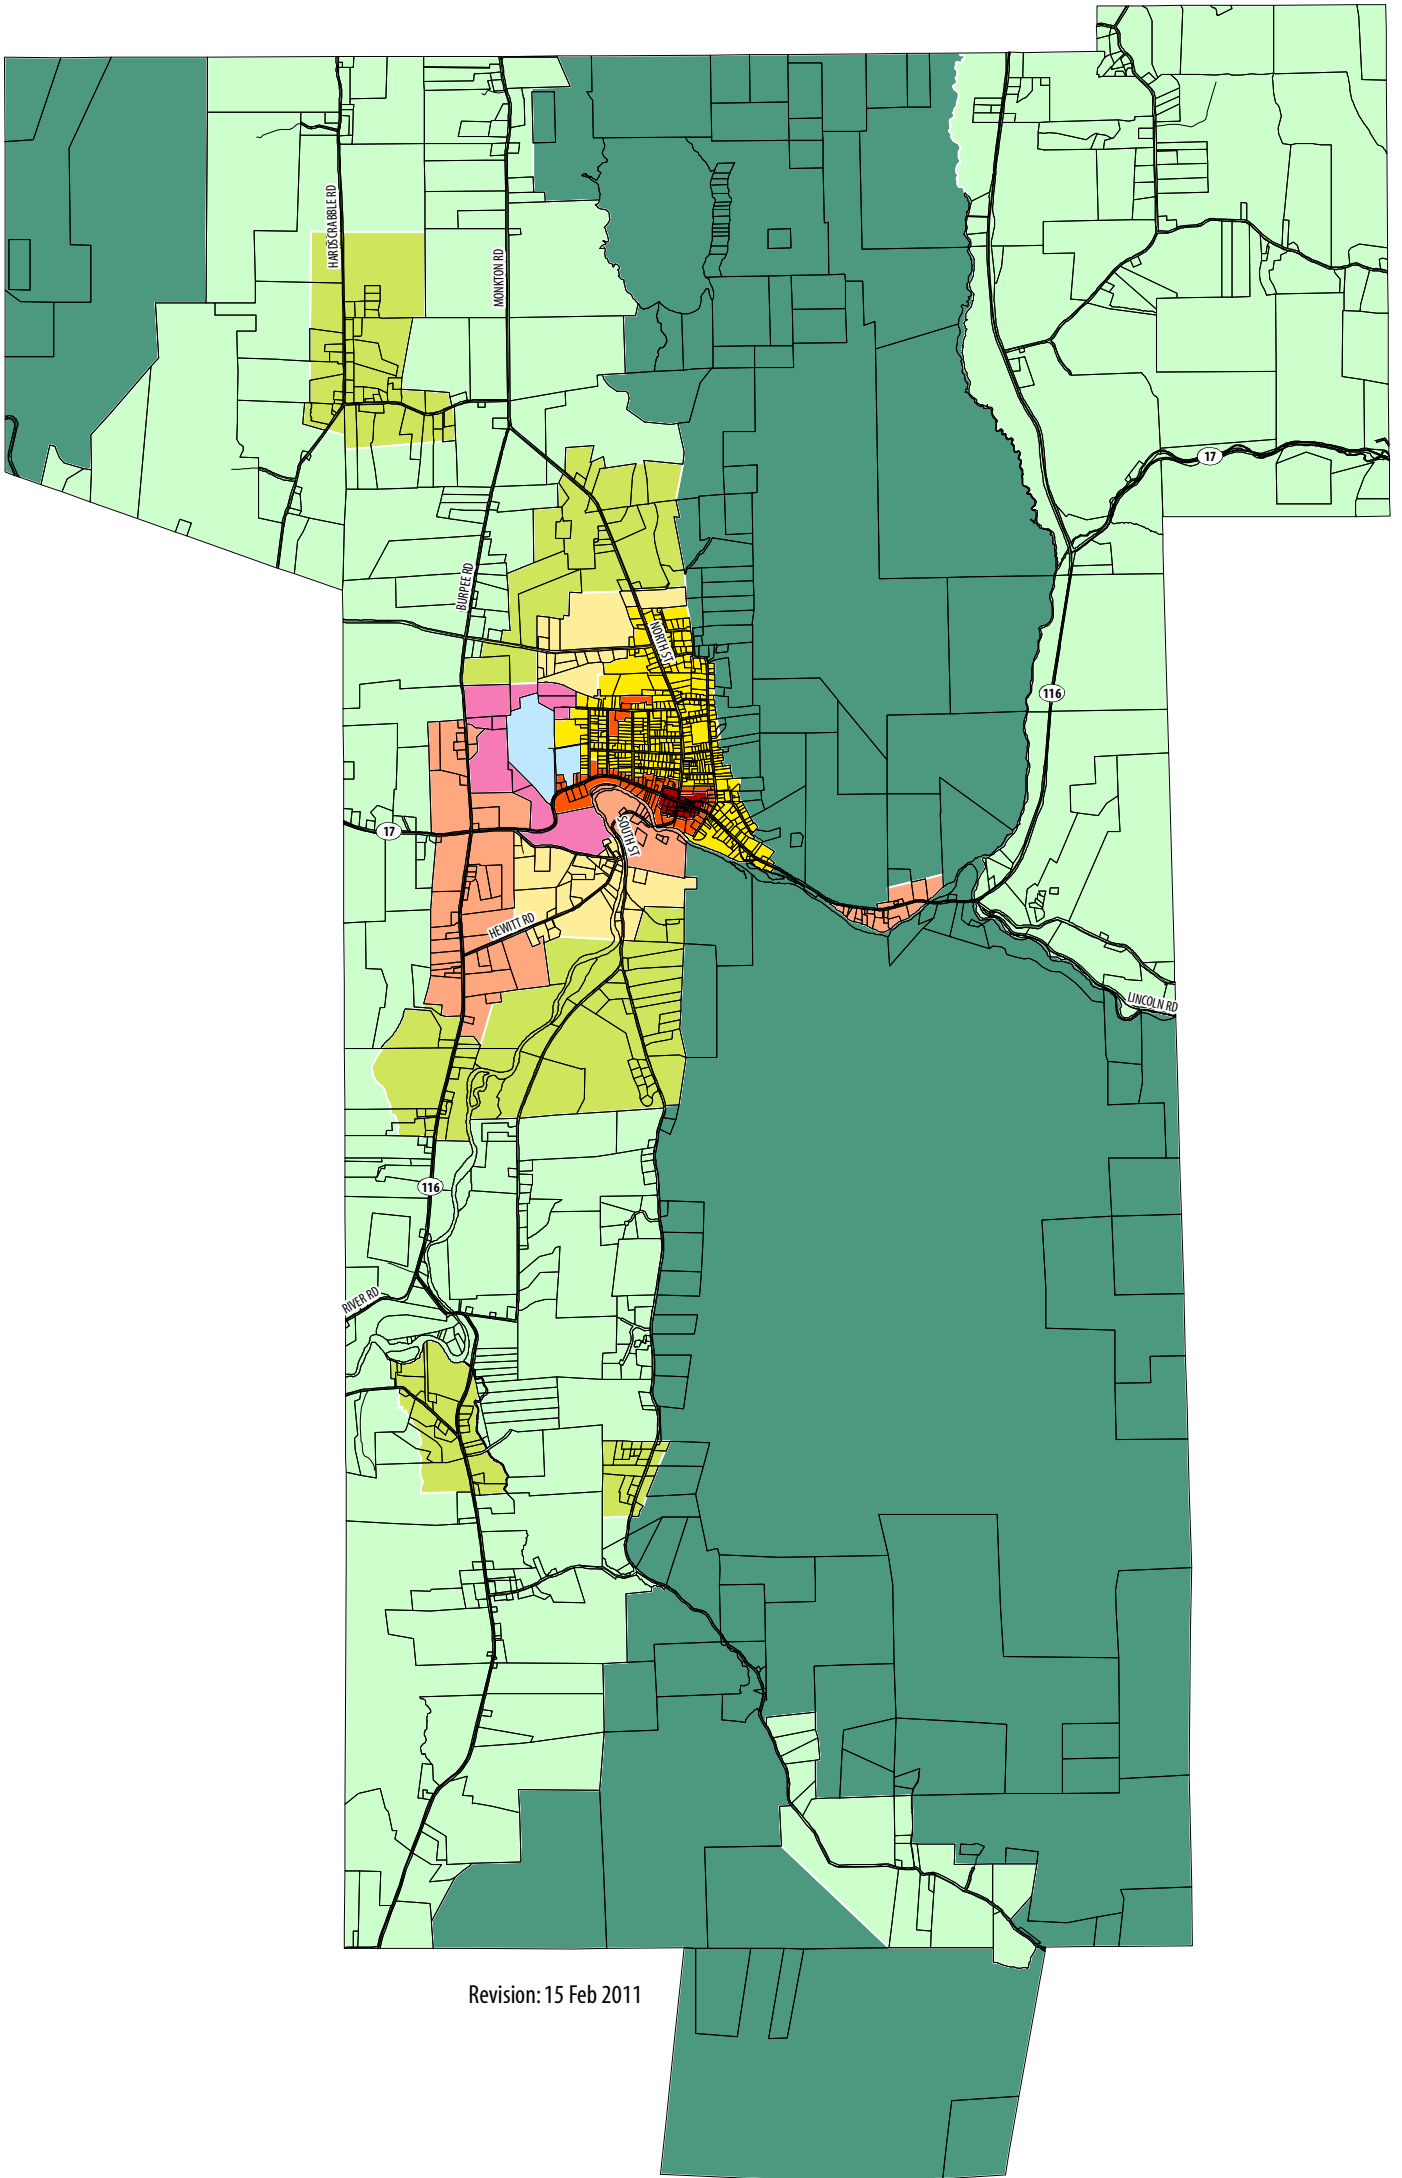 HARDSCRABBLE RD
MONKTON RD
17
BURPEE RD
NORTH ST
116
17
SOUTH ST
HEWITT RD
LINCOLN RD
116
RIVER RD
Revision: 15 Feb 2011